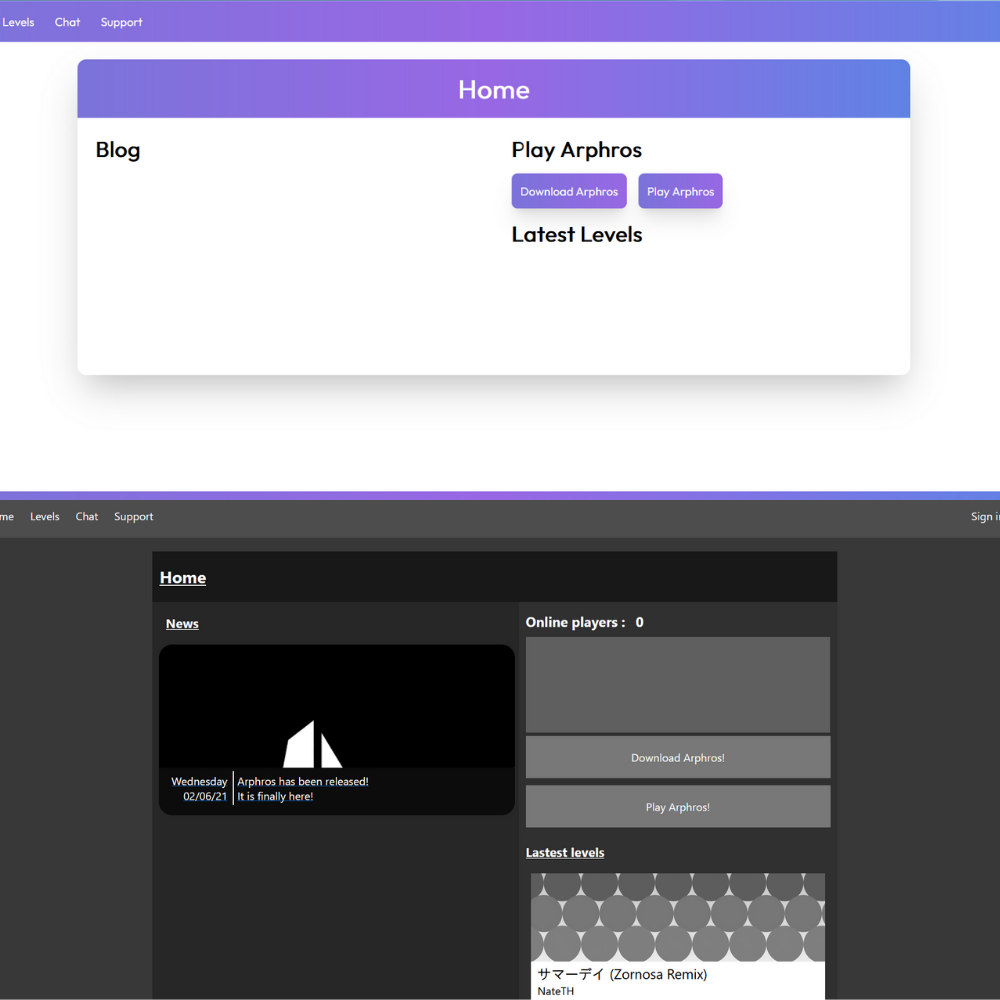 Levels Chat Support
Home
Blog
Play Arphros
Download Arphros Play Arphros
Latest Levels
me Levels Chat Support Sign in
Home
News
Online players : 0
Download Arphros!
Wednesday Arphros has been released!
02/06/21 It is finally here!
Play Arphros!
Lastest levels
サマーデイ (Zornosa Remix)
NateTH